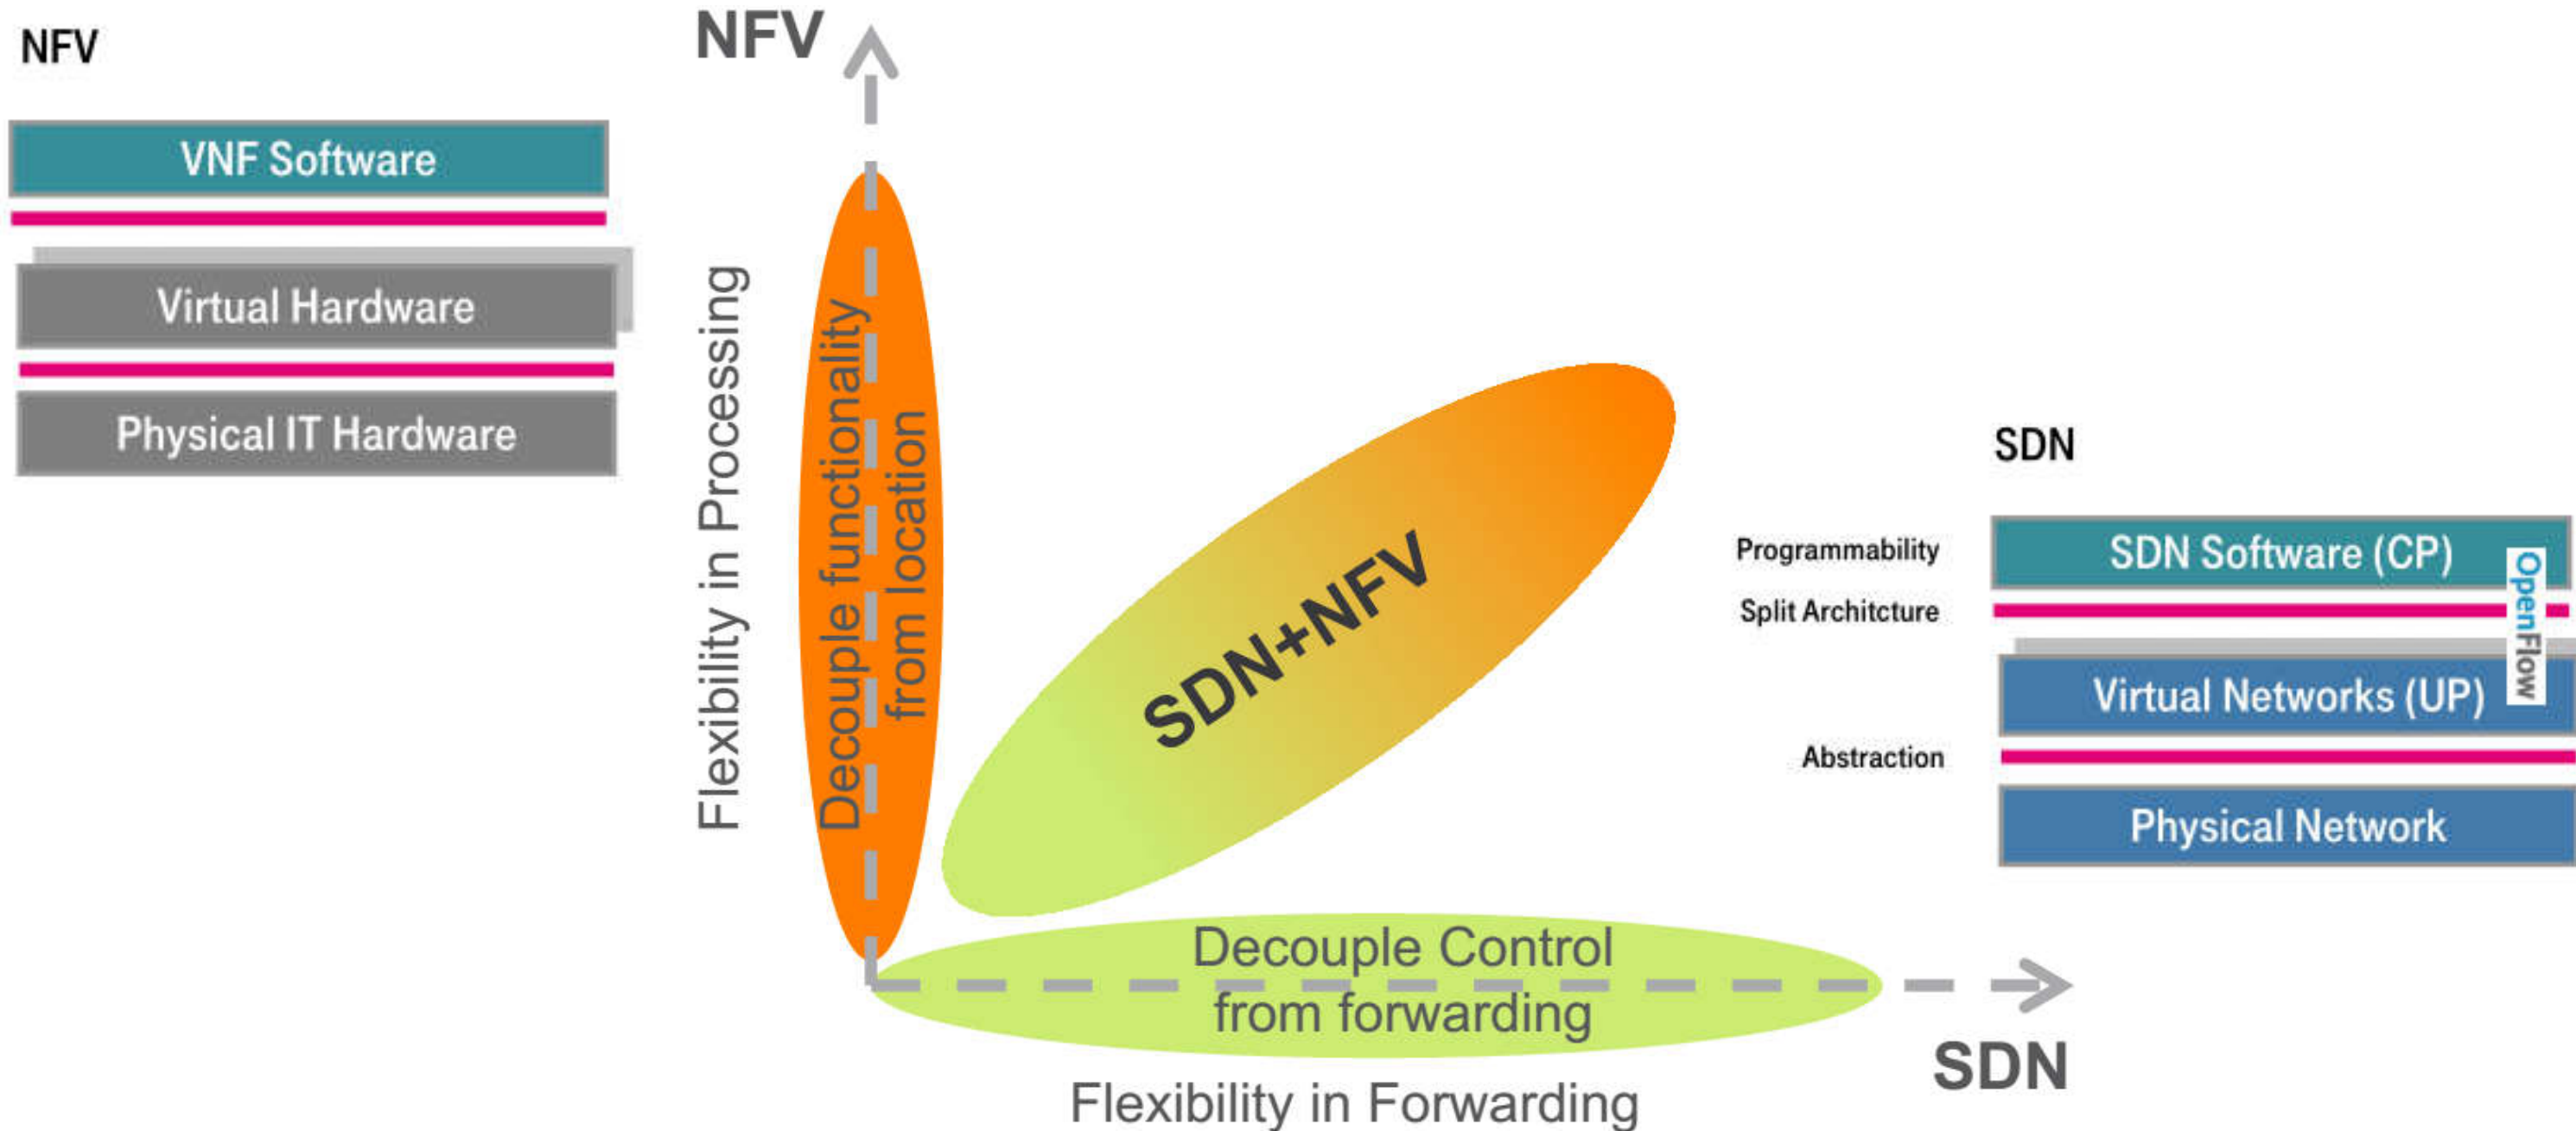 NFV
VNF Software
Virtual Hardware
Physical IT Hardware
NFV
Flexibility in Processing
Decouple functionality
from location
SDN+NFV
Decouple Control
from forwarding
SDN
Flexibility in Forwarding
SDN
Programmability
SDN Software (CP)
Split Architcture
OpenFlow
Virtual Networks (UP)
Abstraction
Physical Network